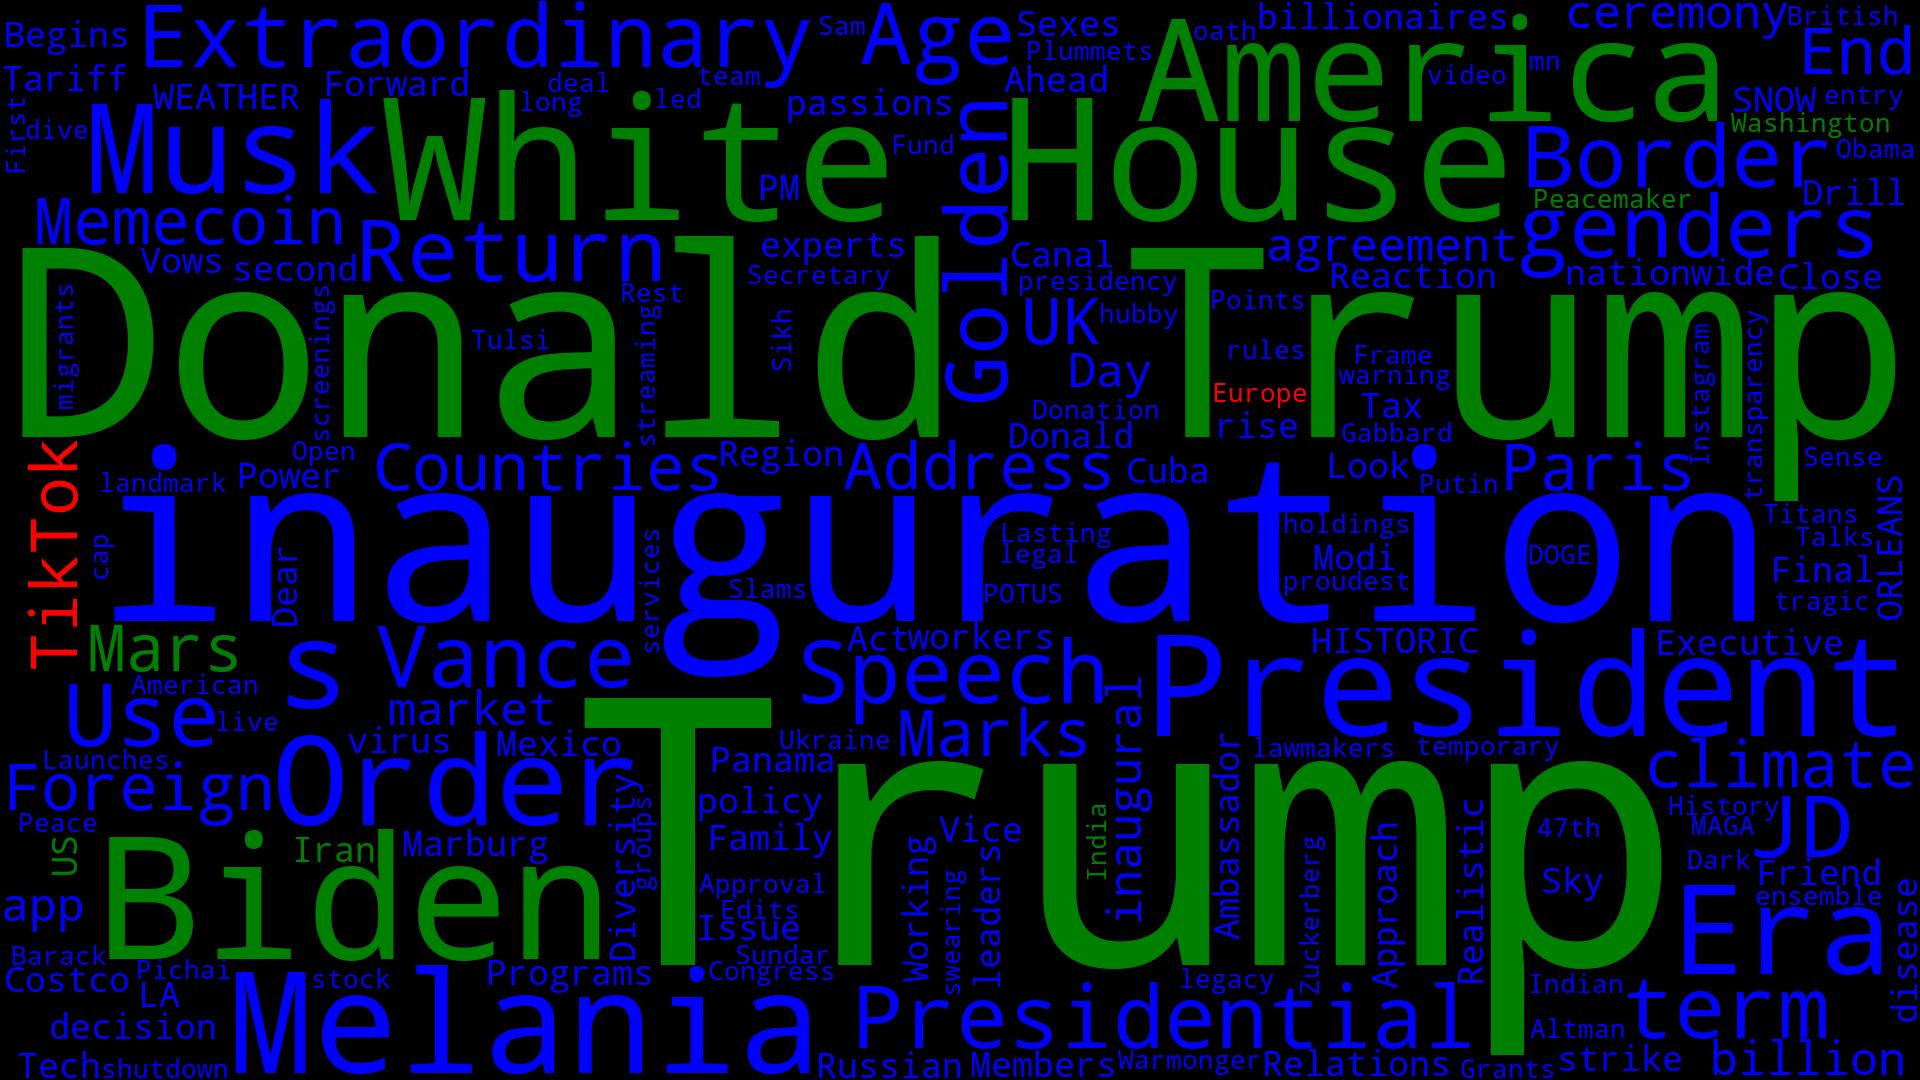 Begins
Extraordinary
Sam
Age
Sexes
oath
billionaires
ceremony
British
Tariff
WEATHER
Forward
deal
long
led
team
passions
Plummets
Ahead
America
video
mn
End
SNOW
entry
First
dive
Musk
White
PM
Fund
Golden
House
Washington
Border
Obama
Peacemaker
Drill
Memecoin
Vows
second
Return
experts
Secretary
Canal
presidency
agreement
genders
Reaction
nationwide
Close
Donald
migrants
screenings
Tulsi
Rest
streaming
Sikh
UK
hubby
Day
Trump
Points
rules
Europe
Frame
warning
Tax
Gabbard
rise
Instagram
transparency
Donation
Donald
TikTok
Open
landmark
Power
Countries
Region
Address
Cuba
Look
Putin
Paris
Sense
inauguration
cap
Dear
services
Slams
Lasting
legal
POTUS
holdings
Modi
proudest
DOGE
Titans
Talks
Final
tragic
ORLEANS
Mars
American
s
Vance
Act
workers
Speech
HISTORIC
Executive
President
Use
live
market
virus
Mexico
Ukraine
Marks
inaugural
lawmakers
temporary
climate
Launches
Foreign
Peace
Order
Trump
Panama
policy
Family
Vice
Ambassador
History
MAGA
JD
47th
US
Biden
Iran
Marburg
Diversity
groups
Approval
Edits
Issue
Sundar
Congress
Working
swearing
leaders
India
Zuckerberg
Approach
Realistic
Sky
Dark
Friend
ensemble
Era
disease
app
Barack
Costco
Pichai
LA
stock
Programs
legacy
Indian
Altman
term
decision
Melania
Presidential
Tech
shutdown
Russian
Members
Warmonger
Relations
Grants
strike
billion